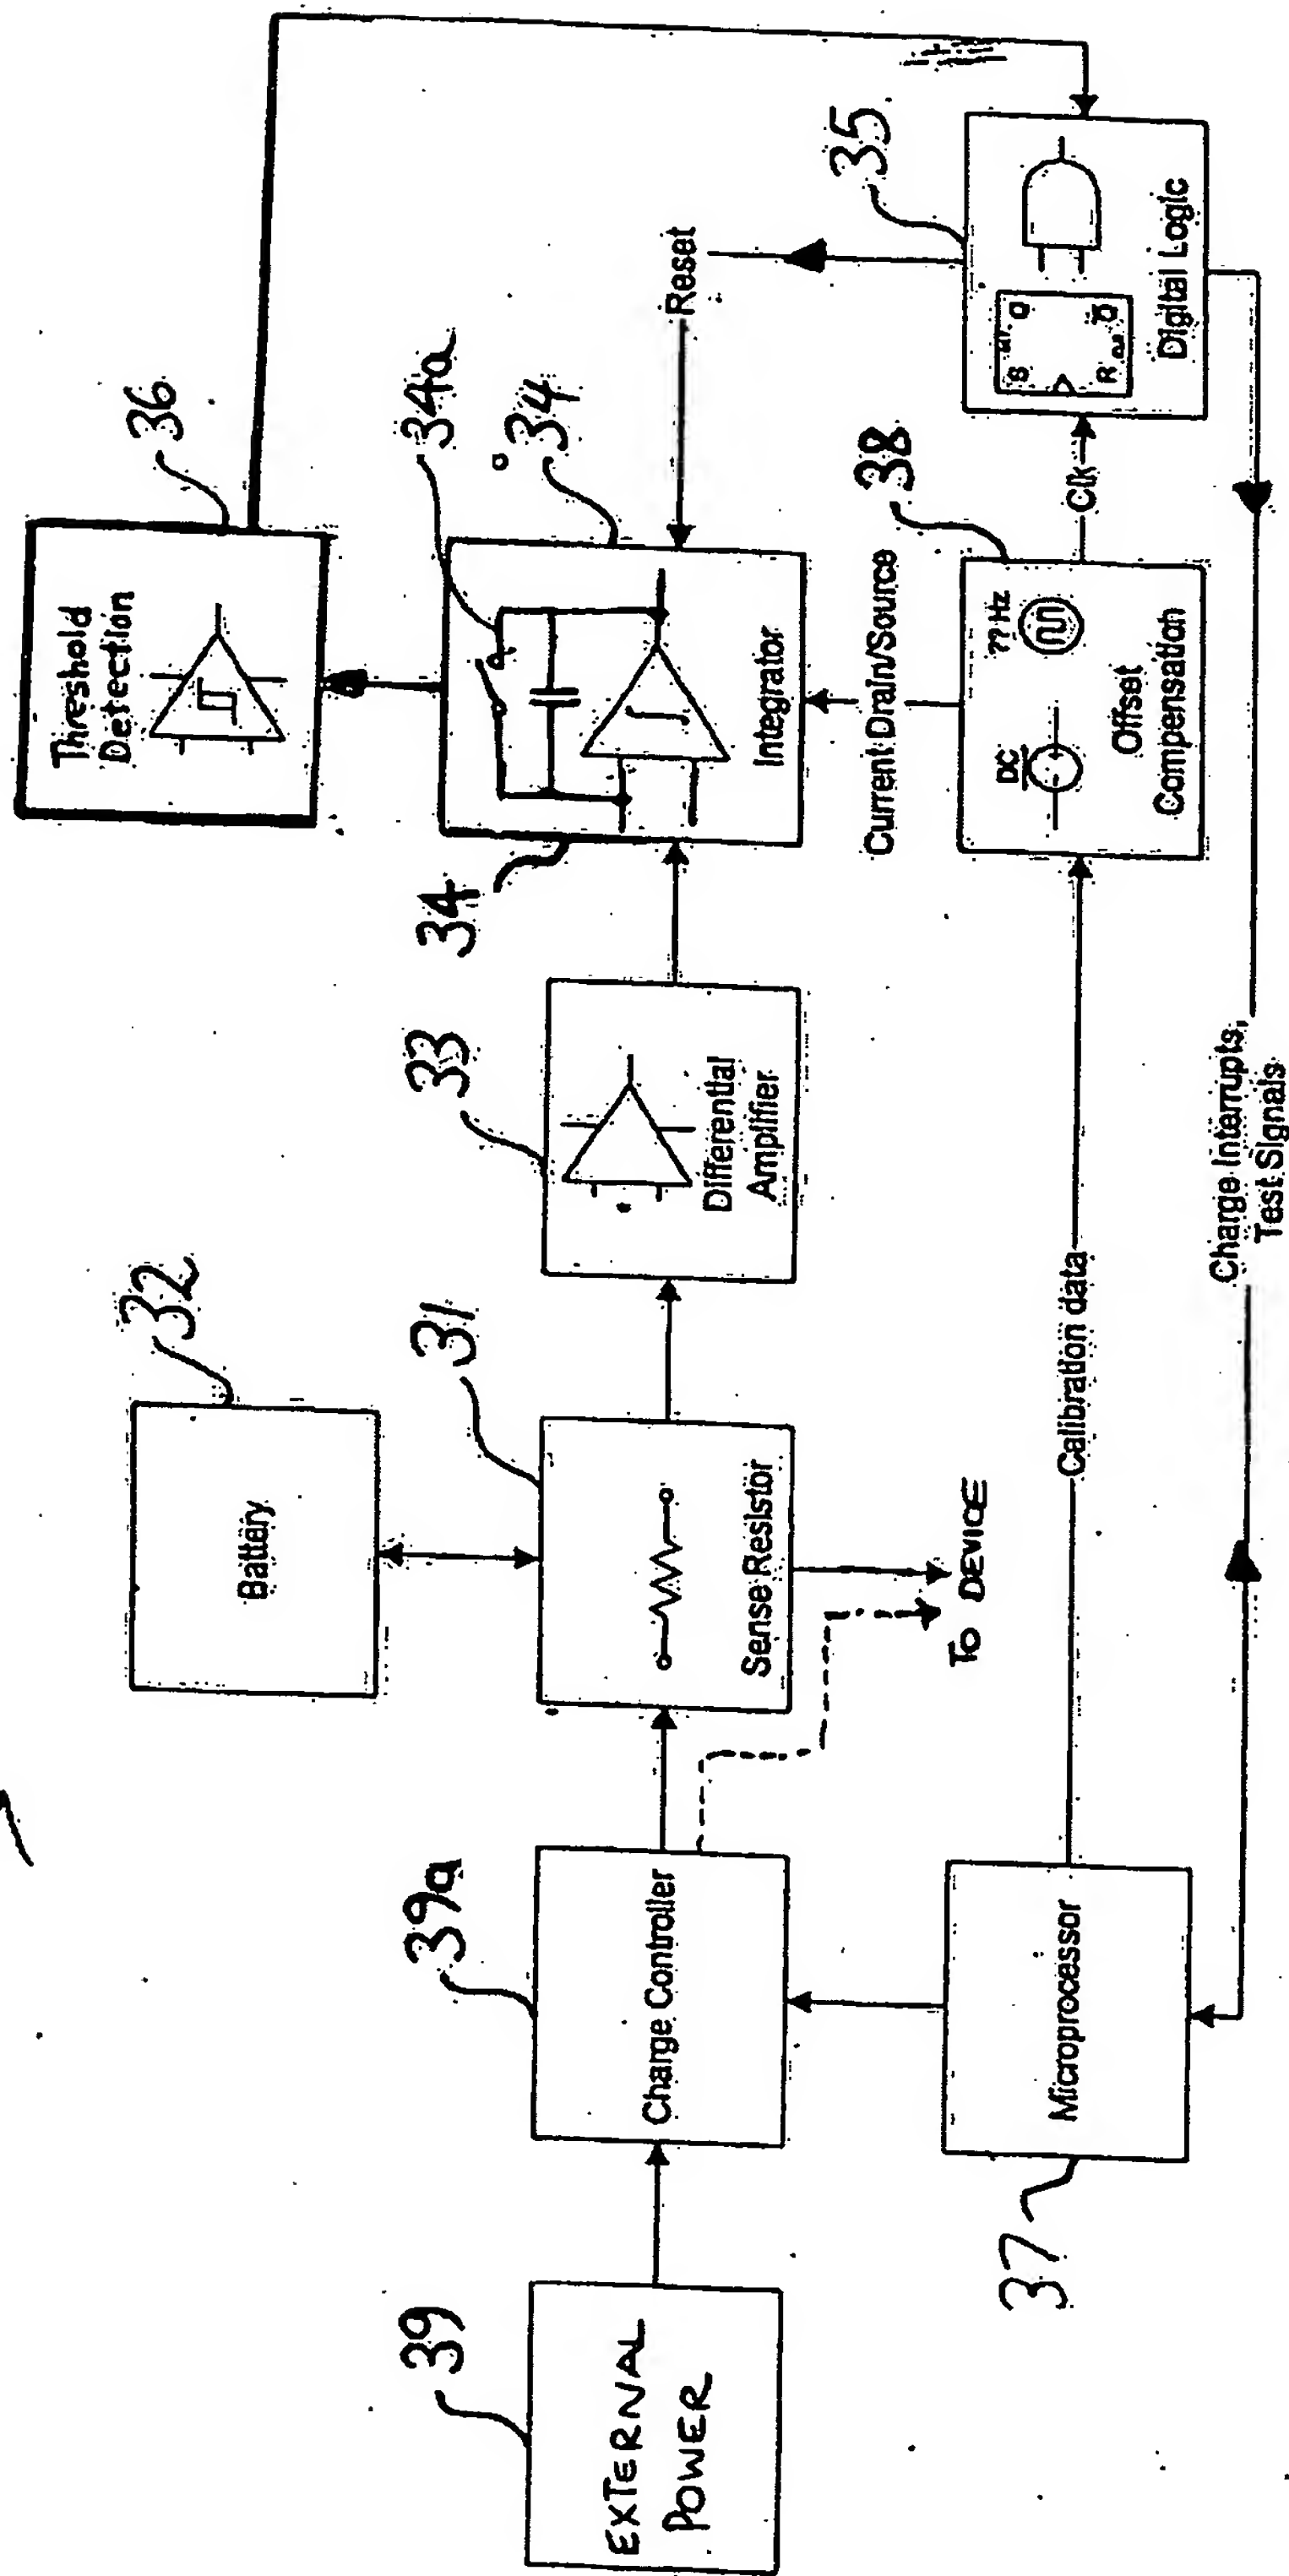 36
Threshold
Detection
34a
34
Integrator
34
Reset
35
S
SET
Q
R
CLR
Q
Digital Logic
Clk
38
?? Hz
DC
Offset
Compensation
Current Drain/Source
33
Differential
Amplifier
32
Battery
31
Sense Resistor
TO DEVICE
39a
Charge Controller
39
EXTERNAL
POWER
37
Microprocessor
Calibration data
Charge Interrupts,
Test Signals